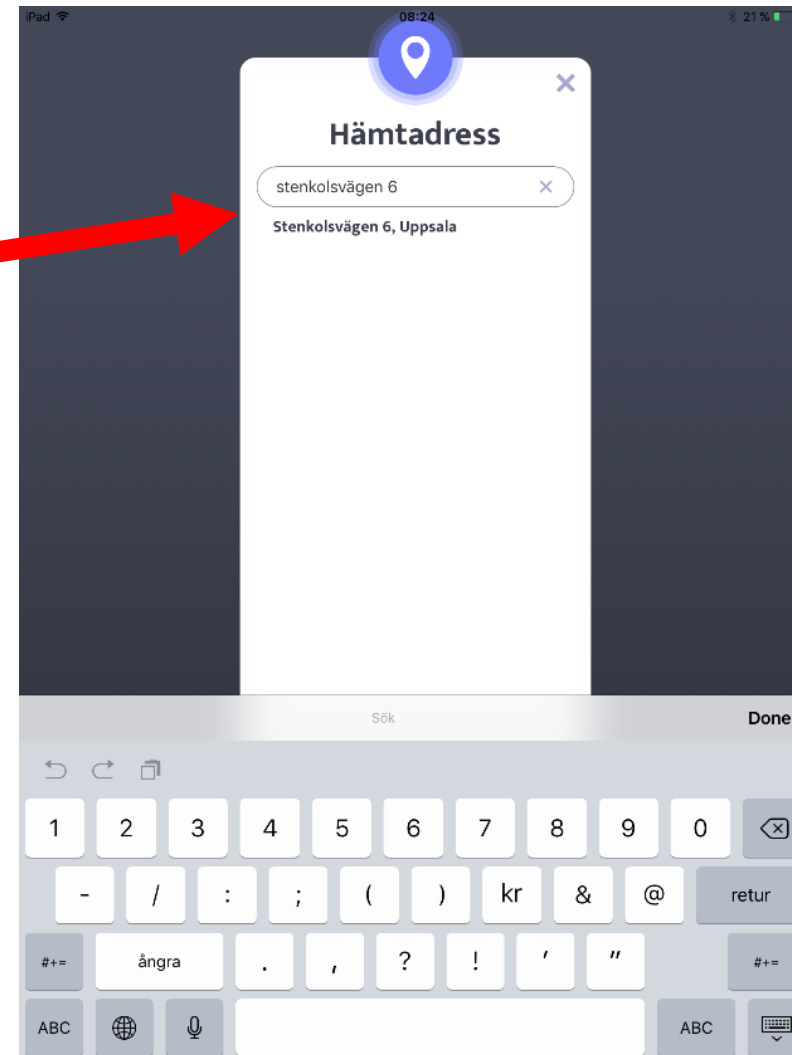 iPad 08:24 21 %
Hämtadress
stenkolsvägen 6
Stenkolsvägen 6, Uppsala
Sök Done
1 2 3 4 5 6 7 8 9 0
- / : ; ( ) kr & @ retur
#+= ångra . , ? ! ' " #+=
ABC ABC